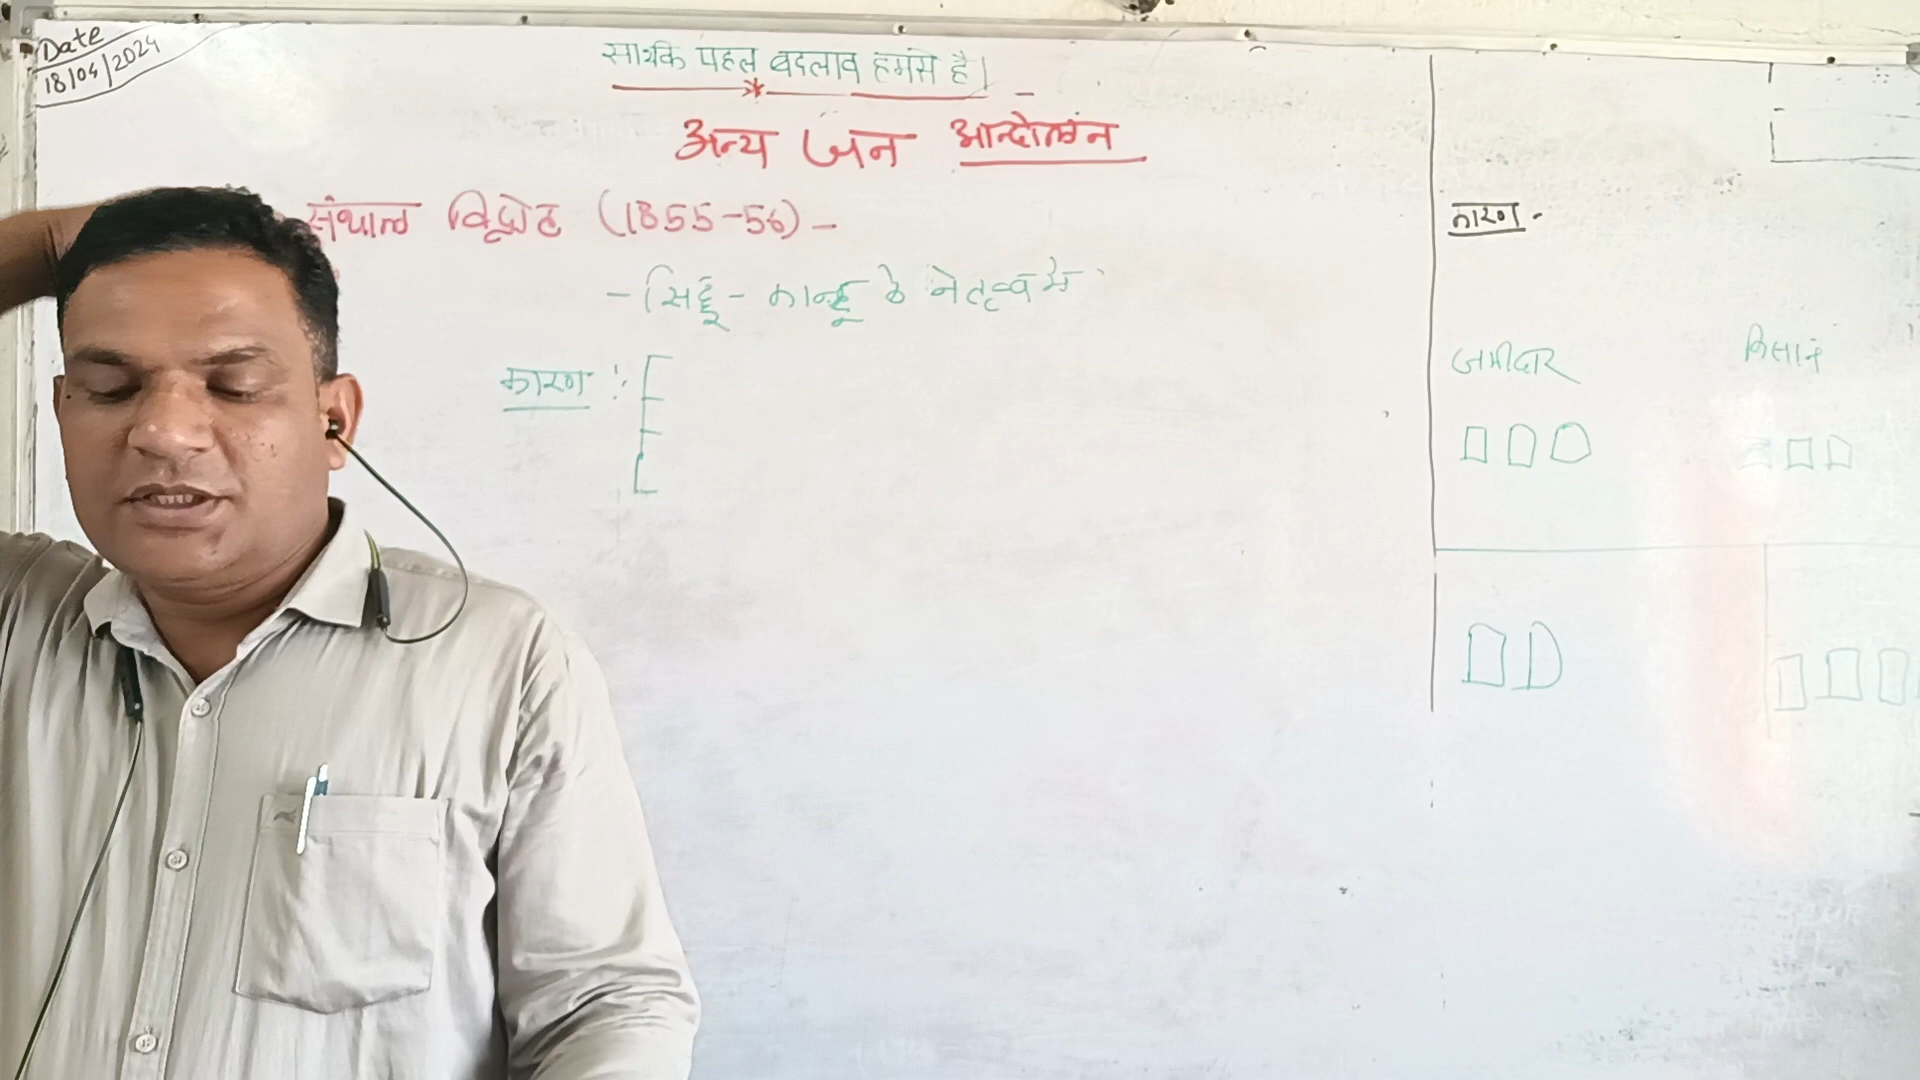 Date
18/04/2024
सार्थक पहल बदलाव हमसे है।
अन्य जन आन्दोलन
संथाल विद्रोह (1855-56) -
- सिद्धू - कान्हू के नेतृत्व में
कारण :
कारण -
जमीदार किसान